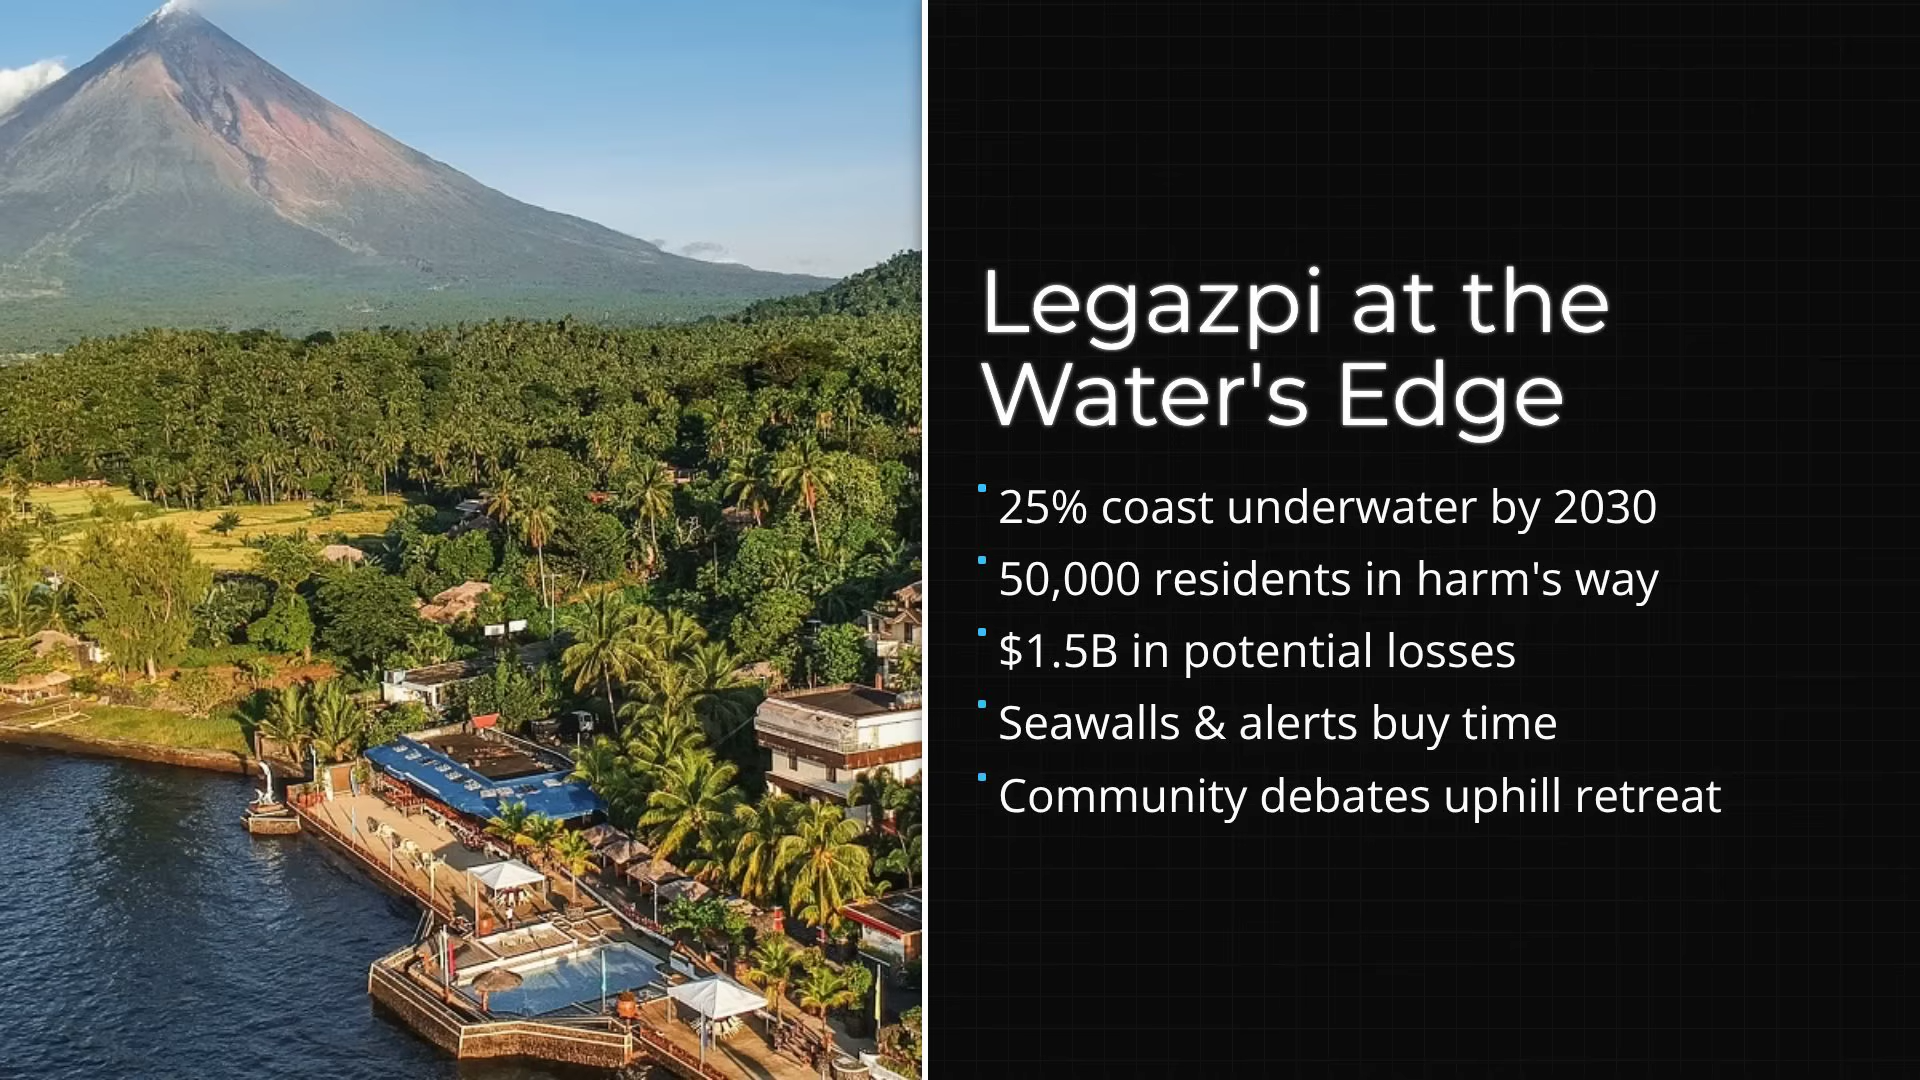 Legazpi at the
Water's Edge
25% coast underwater by 2030
50,000 residents in harm's way
$1.5B in potential losses
Seawalls & alerts buy time
Community debates uphill retreat